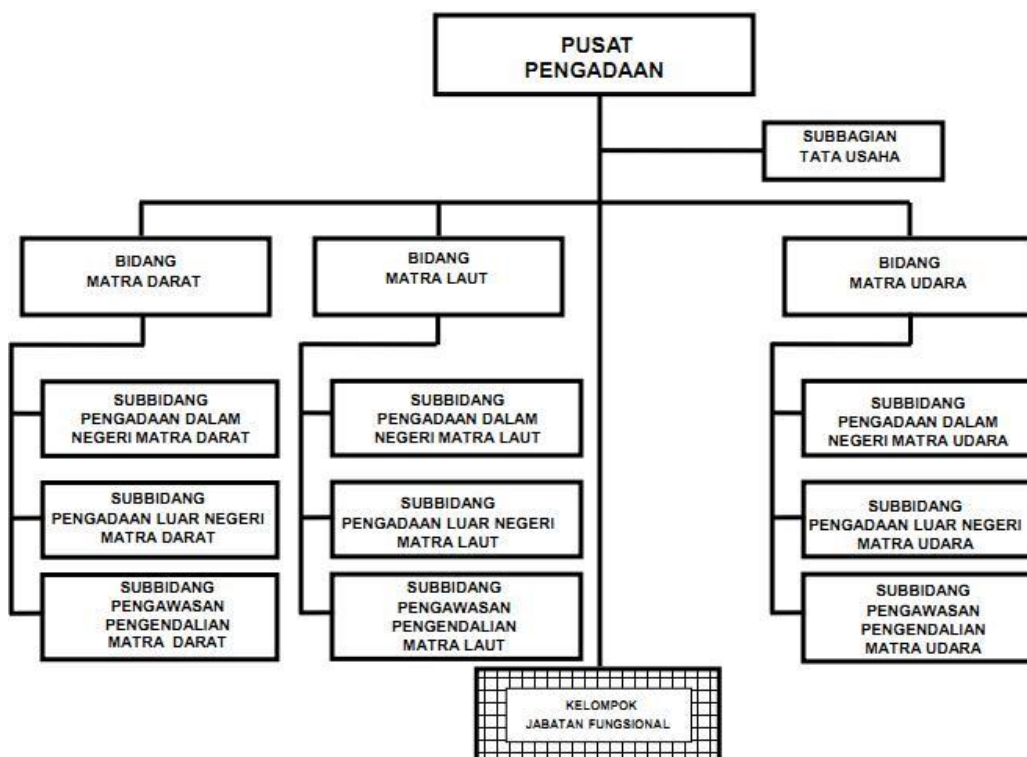 PUSAT
PENGADAAN
SUBBAGIAN
TATA USAHA
BIDANG
MATRA DARAT
BIDANG
MATRA LAUT
BIDANG
MATRA UDARA
SUBBIDANG
PENGADAAN DALAM
NEGERI MATRA DARAT
SUBBIDANG
PENGADAAN DALAM
NEGERI MATRA LAUT
SUBBIDANG
PENGADAAN DALAM
NEGERI MATRA UDARA
SUBBIDANG
PENGADAAN LUAR NEGERI
MATRA DARAT
SUBBIDANG
PENGADAAN LUAR NEGERI
MATRA LAUT
SUBBIDANG
PENGADAAN LUAR NEGERI
MATRA UDARA
SUBBIDANG
PENGAWASAN
PENGENDALIAN
MATRA DARAT
SUBBIDANG
PENGAWASAN
PENGENDALIAN
MATRA LAUT
SUBBIDANG
PENGAWASAN
PENGENDALIAN
MATRA UDARA
KELOMPOK
JABATAN FUNGSIONAL